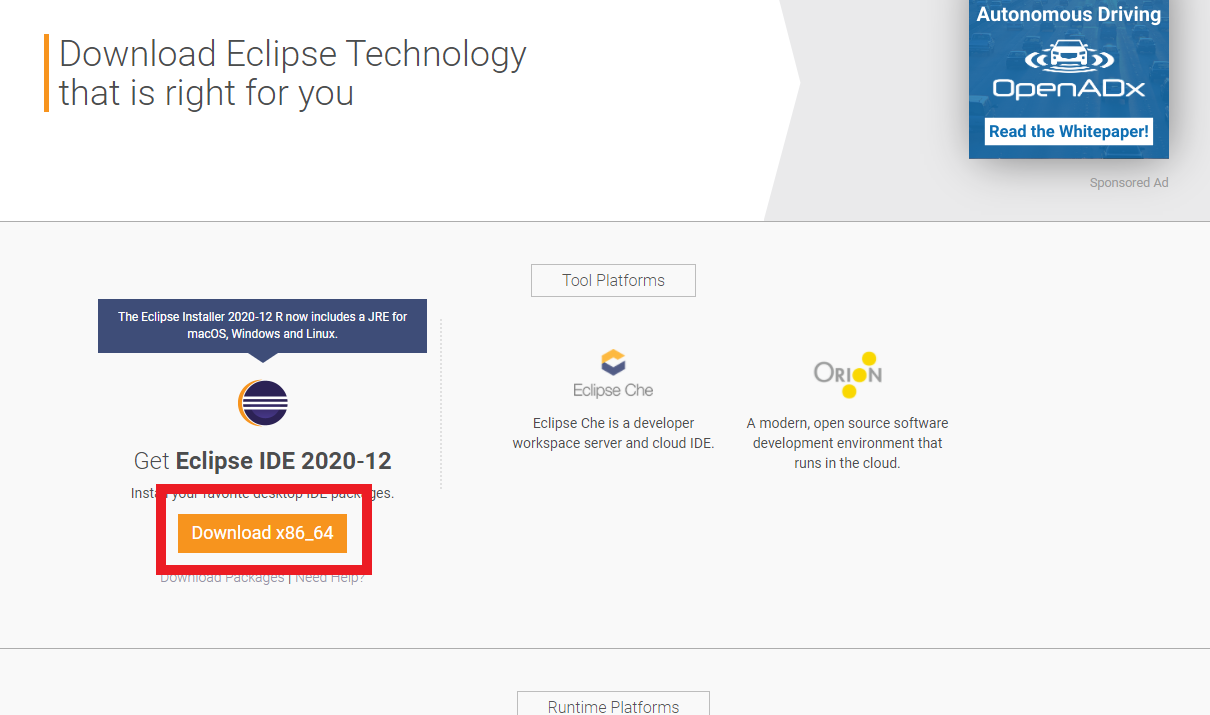 Download Eclipse Technology
that is right for you
Autonomous Driving
OpenADx
Read the Whitepaper!
Sponsored Ad
Tool Platforms
The Eclipse Installer 2020-12 R now includes a JRE for
macOS, Windows and Linux.
Get Eclipse IDE 2020-12
Install your favorite desktop IDE packages.
Download x86_64
Download Packages | Need Help?
Eclipse Che
Eclipse Che is a developer
workspace server and cloud IDE.
ORION
A modern, open source software
development environment that
runs in the cloud.
Runtime Platforms